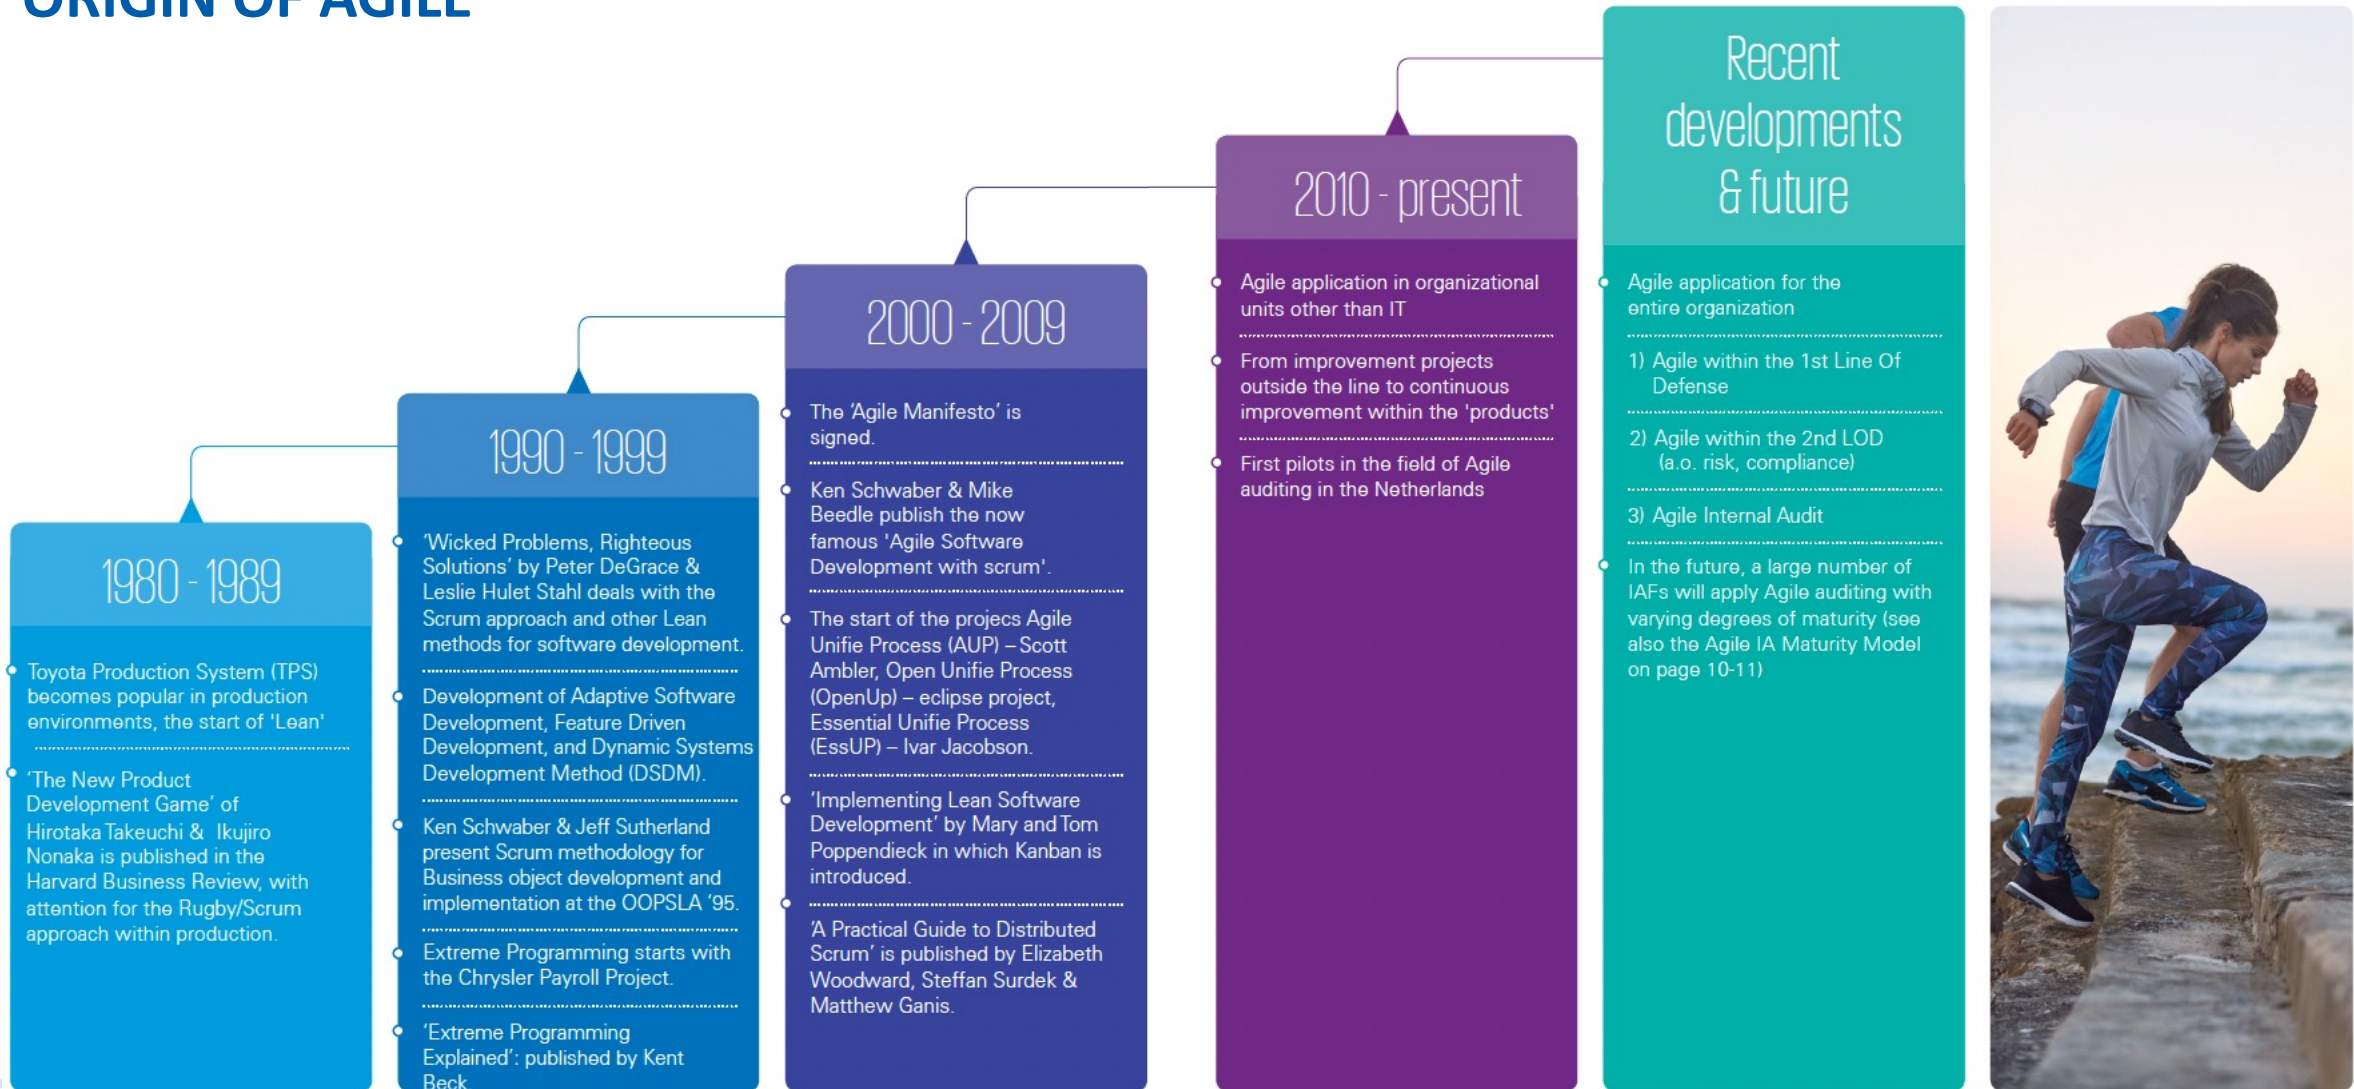 ORIGIN OF AGILE
1980 - 1989
Toyota Production System (TPS)
becomes popular in production
environments, the start of 'Lean'
‘The New Product
Development Game’ of
Hirotaka Takeuchi & Ikujiro
Nonaka is published in the
Harvard Business Review, with
attention for the Rugby/Scrum
approach within production.
1990 - 1999
‘Wicked Problems, Righteous
Solutions’ by Peter DeGrace &
Leslie Hulet Stahl deals with the
Scrum approach and other Lean
methods for software development.
Development of Adaptive Software
Development, Feature Driven
Development, and Dynamic Systems
Development Method (DSDM).
Ken Schwaber & Jeff Sutherland
present Scrum methodology for
Business object development and
implementation at the OOPSLA ’95.
Extreme Programming starts with
the Chrysler Payroll Project.
‘Extreme Programming
Explained’: published by Kent
Beck
2000 - 2009
The ‘Agile Manifesto’ is
signed.
Ken Schwaber & Mike
Beedle publish the now
famous 'Agile Software
Development with scrum'.
The start of the projecs Agile
Unifie Process (AUP) – Scott
Ambler, Open Unifie Process
(OpenUp) – eclipse project,
Essential Unifie Process
(EssUP) – Ivar Jacobson.
‘Implementing Lean Software
Development’ by Mary and Tom
Poppendieck in which Kanban is
introduced.
‘A Practical Guide to Distributed
Scrum’ is published by Elizabeth
Woodward, Steffan Surdek &
Matthew Ganis.
2010 - present
Agile application in organizational
units other than IT
From improvement projects
outside the line to continuous
improvement within the 'products'
First pilots in the field of Agile
auditing in the Netherlands
Recent
developments
& future
Agile application for the
entire organization
1) Agile within the 1st Line Of
Defense
2) Agile within the 2nd LOD
(a.o. risk, compliance)
3) Agile Internal Audit
In the future, a large number of
IAFs will apply Agile auditing with
varying degrees of maturity (see
also the Agile IA Maturity Model
on page 10-11)